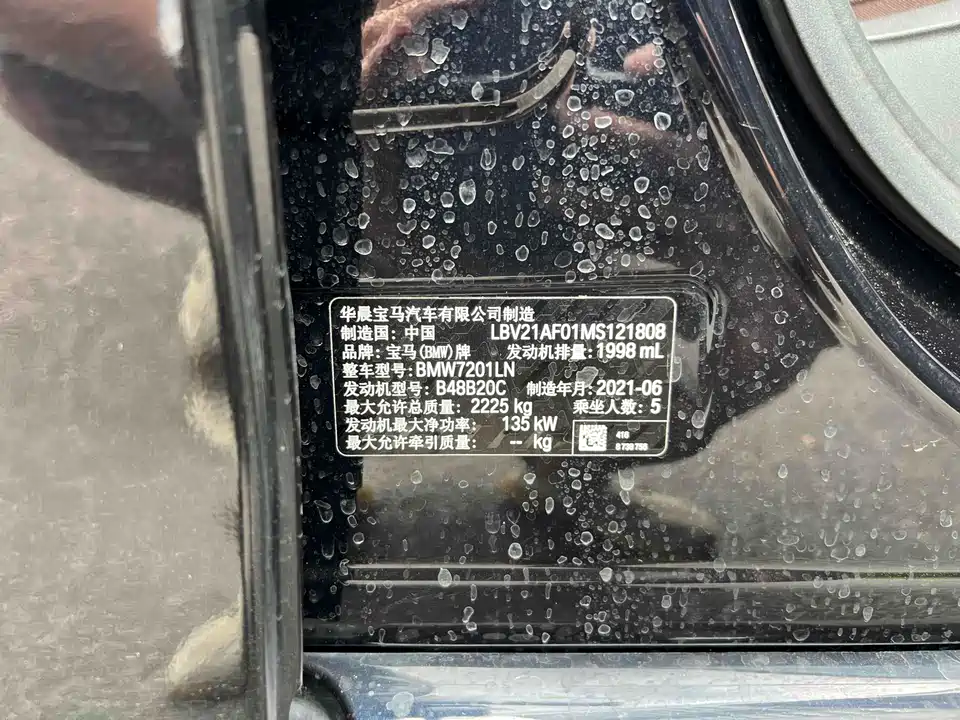 华晨宝马汽车有限公司制造
制造国: 中国 LBV21AF01MS121808
品牌: 宝马(BMW)牌 发动机排量: 1998 mL
整车型号: BMW7201LN
发动机型号: B48B20C 制造年月: 2021-06
最大允许总质量: 2225 kg 乘坐人数: 5
发动机最大净功率: 135 kW
最大允许牵引质量: -- kg